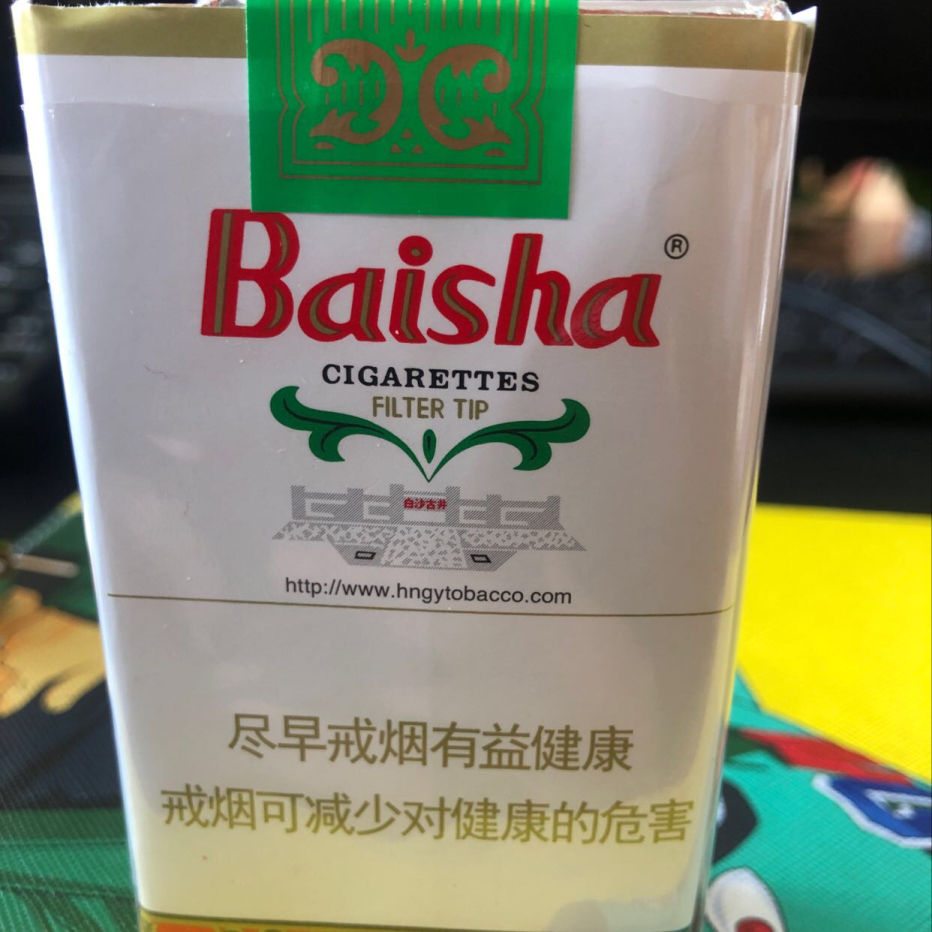 Baisha®
CIGARETTES
FILTER TIP
白沙古井
http://www.hngytobacco.com
尽早戒烟有益健康
戒烟可减少对健康的危害